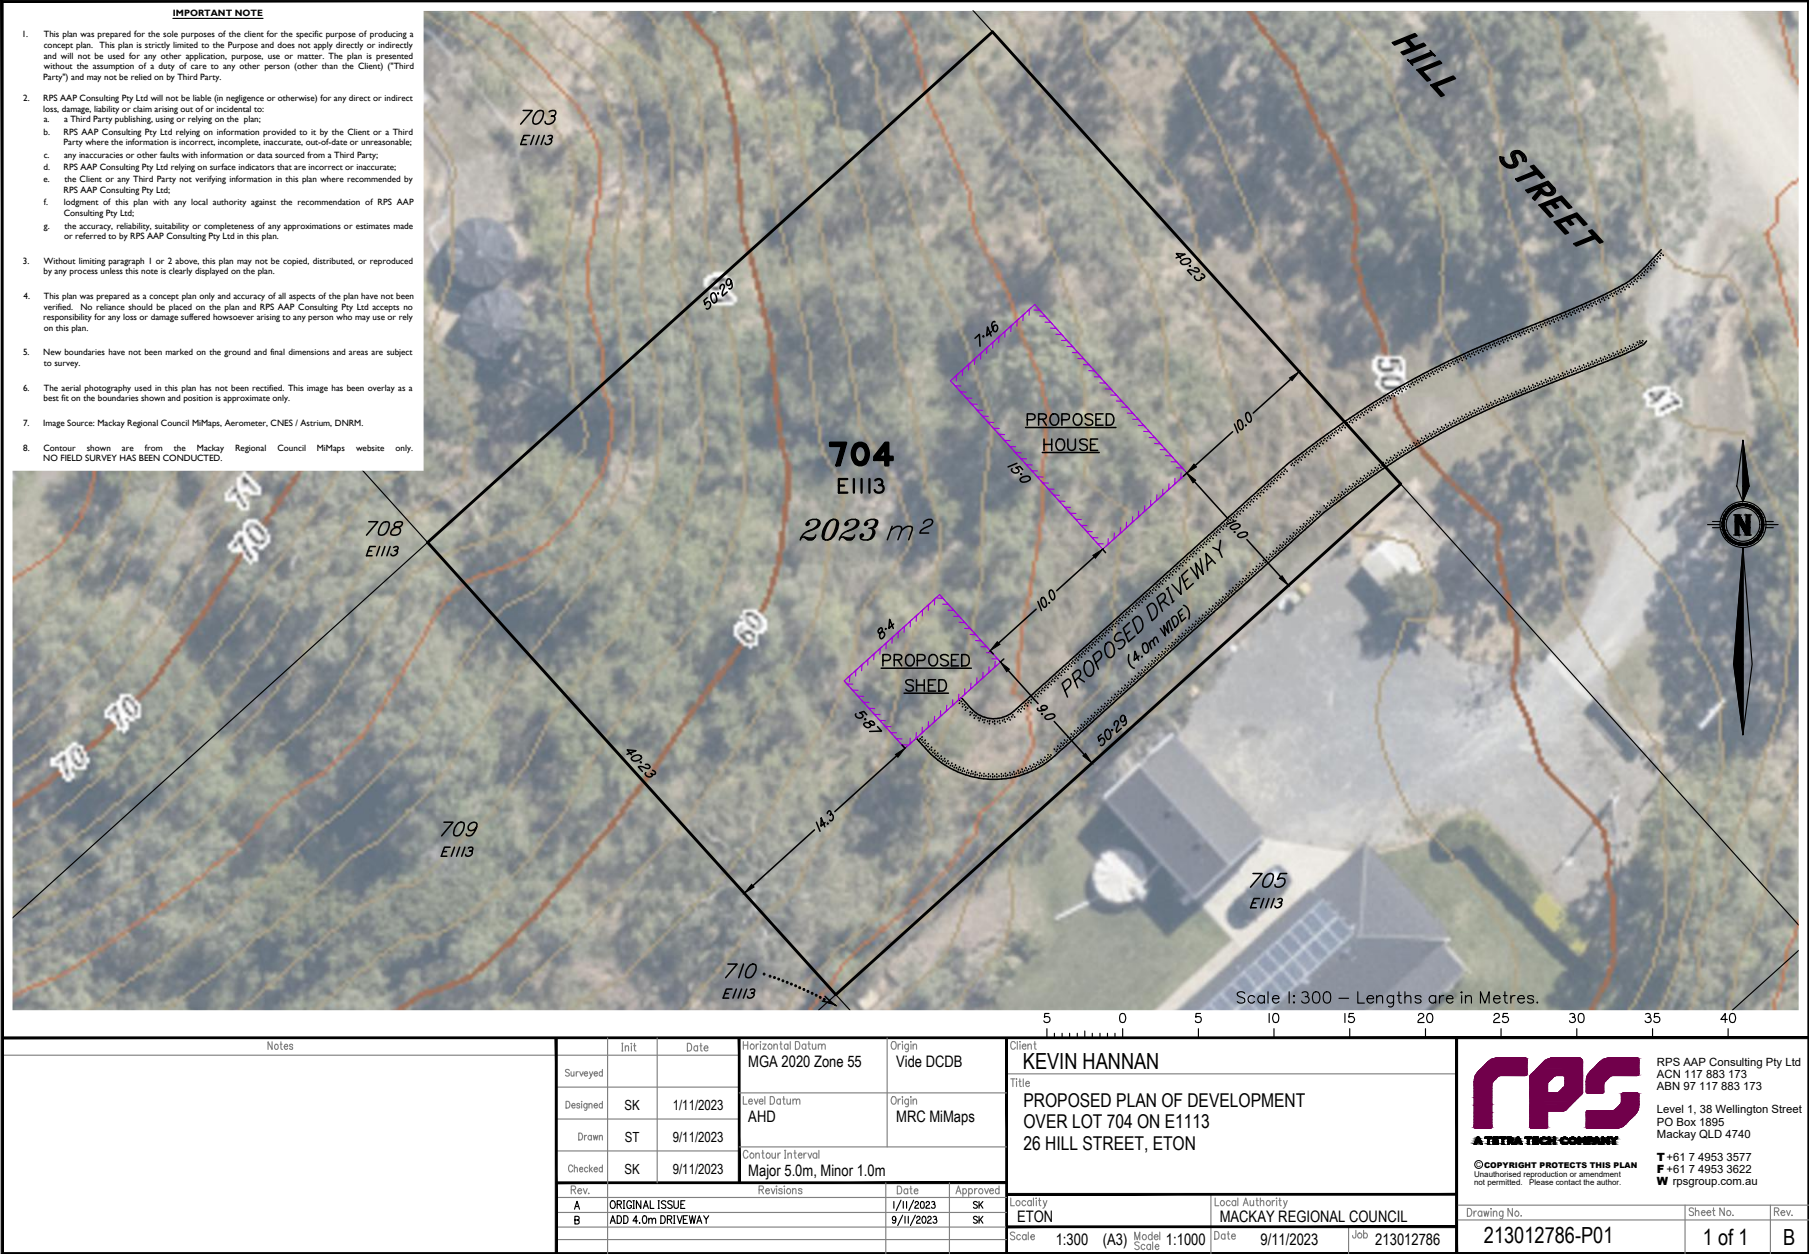 IMPORTANT NOTE
1. This plan was prepared for the sole purposes of the client for the specific purpose of producing a
concept plan. This plan is strictly limited to the Purpose and does not apply directly or indirectly
and will not be used for any other application, purpose, use or matter. The plan is presented
without the assumption of a duty of care to any other person (other than the Client) ("Third
Party") and may not be relied on by Third Party.
2. RPS AAP Consulting Pty Ltd will not be liable (in negligence or otherwise) for any direct or indirect
loss, damage, liability or claim arising out of or incidental to:
a. a Third Party publishing, using or relying on the plan;
b. RPS AAP Consulting Pty Ltd relying on information provided to it by the Client or a Third
Party where the information is incorrect, incomplete, inaccurate, out-of-date or unreasonable;
c. any inaccuracies or other faults with information or data sourced from a Third Party;
d. RPS AAP Consulting Pty Ltd relying on surface indicators that are incorrect or inaccurate;
e. the Client or any Third Party not verifying information in this plan where recommended by
RPS AAP Consulting Pty Ltd;
f. lodgment of this plan with any local authority against the recommendation of RPS AAP
Consulting Pty Ltd;
g. the accuracy, reliability, suitability or completeness of any approximations or estimates made
or referred to by RPS AAP Consulting Pty Ltd in this plan.
3. Without limiting paragraph 1 or 2 above, this plan may not be copied, distributed, or reproduced
by any process unless this note is clearly displayed on the plan.
4. This plan was prepared as a concept plan only and accuracy of all aspects of the plan have not been
verified. No reliance should be placed on the plan and RPS AAP Consulting Pty Ltd accepts no
responsibility for any loss or damage suffered howsoever arising to any person who may use or rely
on this plan.
5. New boundaries have not been marked on the ground and final dimensions and areas are subject
to survey.
6. The aerial photography used in this plan has not been rectified. This image has been overlay as a
best fit on the boundaries shown and position is approximate only.
7. Image Source: Mackay Regional Council MiMaps, Aerometer, CNES / Astrium, DNRM.
8. Contour shown are from the Mackay Regional Council MiMaps website only.
NO FIELD SURVEY HAS BEEN CONDUCTED.
HILL
STREET
703
E1113
50·29
40·23
7·46
PROPOSED
HOUSE
15·0
10.0
50
47
704
E1113
2023 m²
71
70
708
E1113
N
10.0
60
8·4
PROPOSED
SHED
5·87
10.0
PROPOSED DRIVEWAY
(4.0m WIDE)
9.0
50·29
70
70
40·23
14.3
709
E1113
705
E1113
710
E1113
Scale 1:300 – Lengths are in Metres.
5 0 5 10 15 20 25 30 35 40
Notes
Init Date
Surveyed
Designed SK 1/11/2023
Drawn ST 9/11/2023
Checked SK 9/11/2023
Horizontal Datum
MGA 2020 Zone 55
Origin
Vide DCDB
Level Datum
AHD
Origin
MRC MiMaps
Contour Interval
Major 5.0m, Minor 1.0m
Rev. Revisions Date Approved
A ORIGINAL ISSUE 1/11/2023 SK
B ADD 4.0m DRIVEWAY 9/11/2023 SK
Client
KEVIN HANNAN
Title
PROPOSED PLAN OF DEVELOPMENT
OVER LOT 704 ON E1113
26 HILL STREET, ETON
Locality
ETON
Local Authority
MACKAY REGIONAL COUNCIL
Scale 1:300 (A3) Model Scale 1:1000 Date 9/11/2023 Job 213012786
rps
A TETRA TECH COMPANY
©COPYRIGHT PROTECTS THIS PLAN
Unauthorised reproduction or amendment
not permitted. Please contact the author.
RPS AAP Consulting Pty Ltd
ACN 117 883 173
ABN 97 117 883 173
Level 1, 38 Wellington Street
PO Box 1895
Mackay QLD 4740
T +61 7 4953 3577
F +61 7 4953 3622
W rpsgroup.com.au
Drawing No.
213012786-P01
Sheet No.
1 of 1
Rev.
B